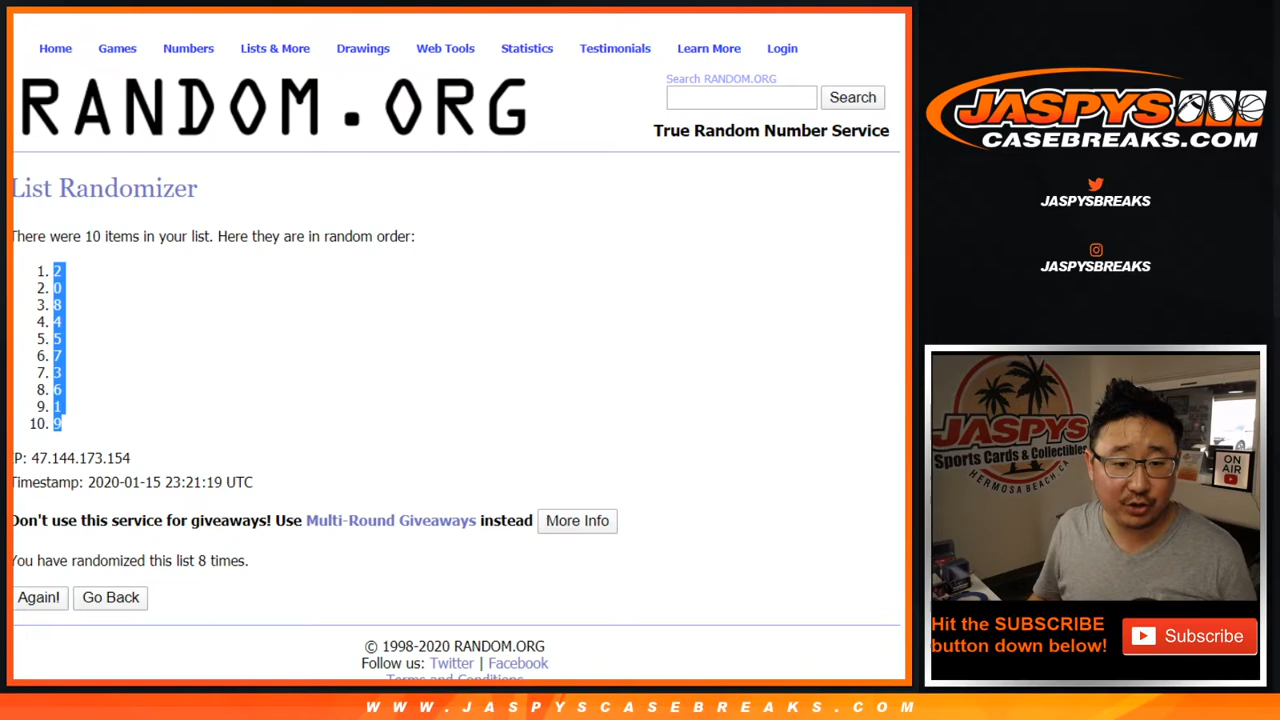 Home Games Numbers Lists & More Drawings Web Tools Statistics Testimonials Learn More Login
RANDOM.ORG
Search RANDOM.ORG
Search
True Random Number Service
List Randomizer
There were 10 items in your list. Here they are in random order:
1. 2
2. 0
3. 8
4. 4
5. 5
6. 7
7. 3
8. 6
9. 1
10. 9
IP: 47.144.173.154
Timestamp: 2020-01-15 23:21:19 UTC
Don't use this service for giveaways! Use Multi-Round Giveaways instead More Info
You have randomized this list 8 times.
Again! Go Back
© 1998-2020 RANDOM.ORG
Follow us: Twitter | Facebook
Terms and Conditions
JASPYS
CASEBREAKS.COM
JASPYSBREAKS
JASPYSBREAKS
JASPYS
Sports Cards & Collectibles
HERMOSA BEACH CA
ON
AIR
Hit the SUBSCRIBE
button down below!
Subscribe
WWW.JASPYSCASEBREAKS.COM